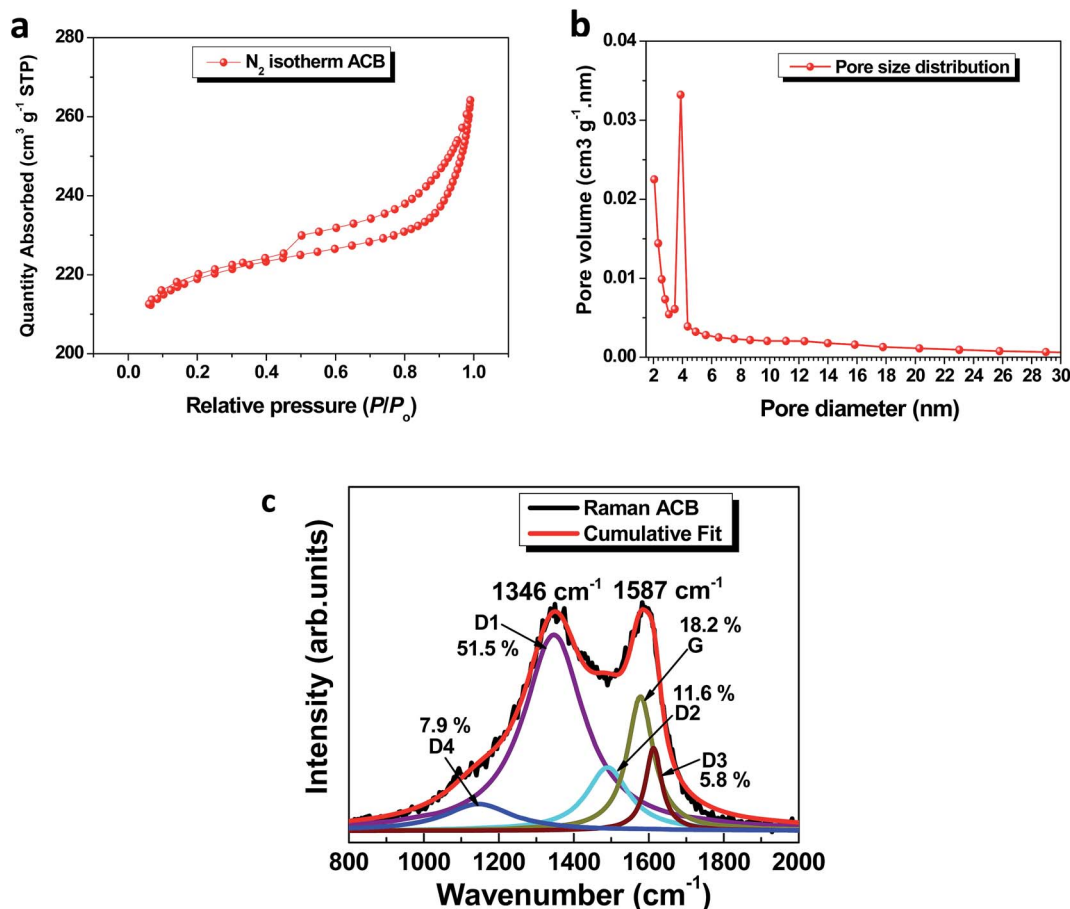 a
280
260
240
220
200
Quantity Absorbed (cm³ g⁻¹ STP)
N₂ isotherm ACB
0.0 0.2 0.4 0.6 0.8 1.0
Relative pressure (P/Pₒ)
b
0.04
0.03
0.02
0.01
0.00
Pore volume (cm3 g⁻¹.nm)
Pore size distribution
2 4 6 8 10 12 14 16 18 20 22 24 26 28 30
Pore diameter (nm)
c
Raman ACB
Cumulative Fit
1346 cm⁻¹ 1587 cm⁻¹
D1
51.5 %
18.2 %
G
11.6 %
D2
7.9 %
D4
D3
5.8 %
Intensity (arb.units)
800 1000 1200 1400 1600 1800 2000
Wavenumber (cm⁻¹)